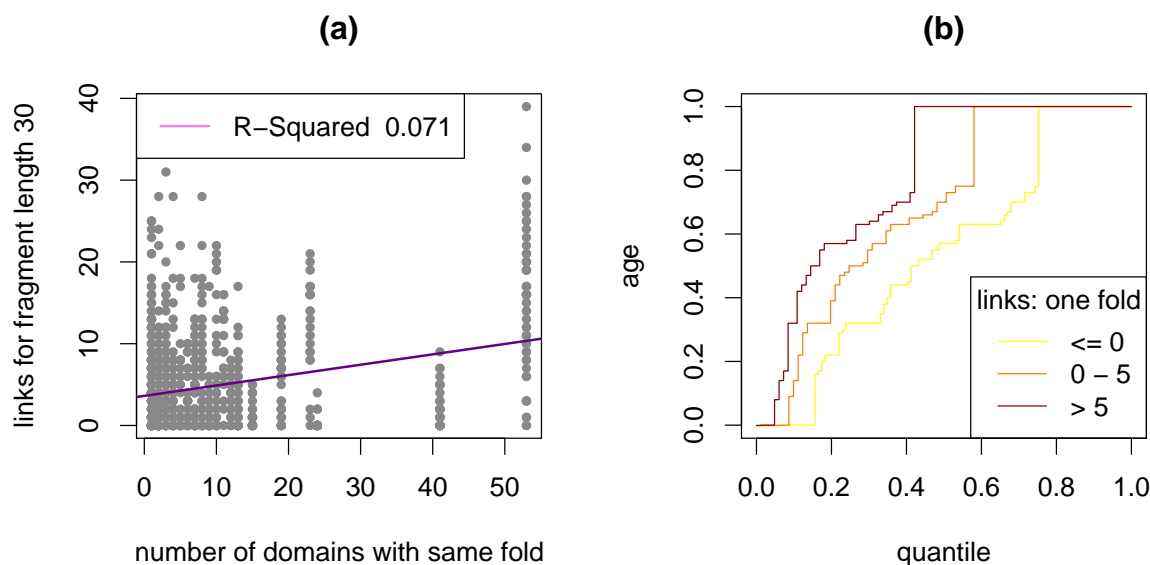 (a)
links for fragment length 30
40
30
20
10
0
R−Squared 0.071
0 10 20 30 40 50
number of domains with same fold
(b)
age
1.0
0.8
0.6
0.4
0.2
0.0
links: one fold
<= 0
0 − 5
> 5
0.0 0.2 0.4 0.6 0.8 1.0
quantile